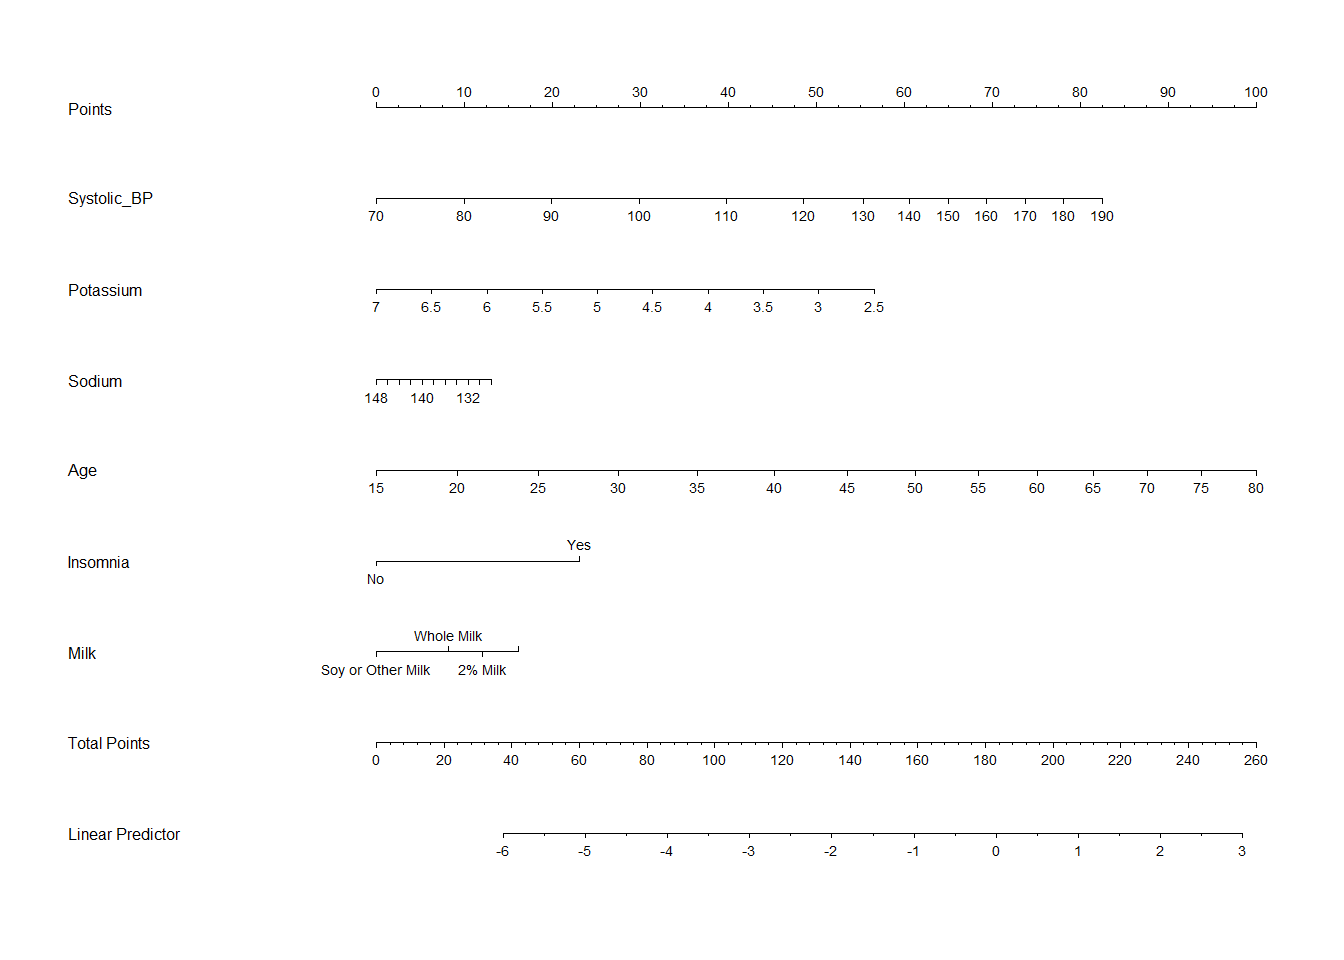 0 10 20 30 40 50 60 70 80 90 100
Points
Systolic_BP
70 80 90 100 110 120 130 140 150 160 170 180 190
Potassium
7 6.5 6 5.5 5 4.5 4 3.5 3 2.5
Sodium
148 140 132
Age
15 20 25 30 35 40 45 50 55 60 65 70 75 80
Yes
Insomnia
No
Whole Milk
Milk
Soy or Other Milk 2% Milk
Total Points
0 20 40 60 80 100 120 140 160 180 200 220 240 260
Linear Predictor
-6 -5 -4 -3 -2 -1 0 1 2 3